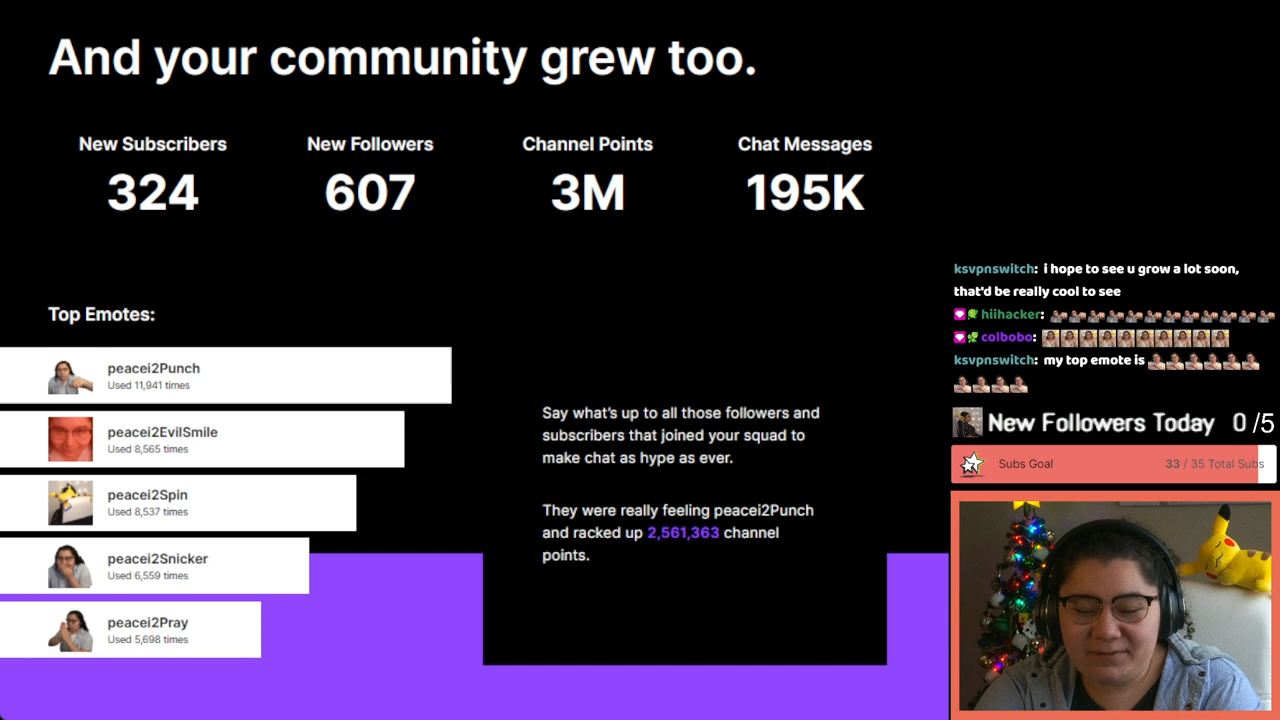 And your community grew too.
New Subscribers
324
New Followers
607
Channel Points
3M
Chat Messages
195K
Top Emotes:
peacei2Punch
Used 11,941 times
peacei2EvilSmile
Used 8,565 times
peacei2Spin
Used 8,537 times
peacei2Snicker
Used 6,559 times
peacei2Pray
Used 5,698 times
Say what's up to all those followers and
subscribers that joined your squad to
make chat as hype as ever.
They were really feeling peacei2Punch
and racked up 2,561,363 channel
points.
ksvpnswitch: i hope to see u grow a lot soon,
that'd be really cool to see
hiihacker:
colbobo:
ksvpnswitch: my top emote is
New Followers Today 0 /5
Subs Goal 33 / 35 Total Subs